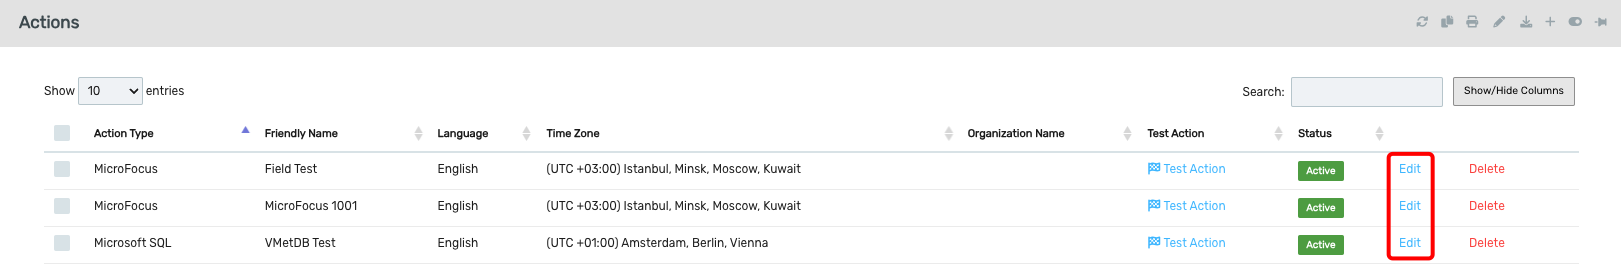 Actions
Show 10 entries Search: Show/Hide Columns
Action Type Friendly Name Language Time Zone Organization Name Test Action Status
MicroFocus Field Test English (UTC +03:00) Istanbul, Minsk, Moscow, Kuwait Test Action Active Edit Delete
MicroFocus MicroFocus 1001 English (UTC +03:00) Istanbul, Minsk, Moscow, Kuwait Test Action Active Edit Delete
Microsoft SQL VMetDB Test English (UTC +01:00) Amsterdam, Berlin, Vienna Test Action Active Edit Delete